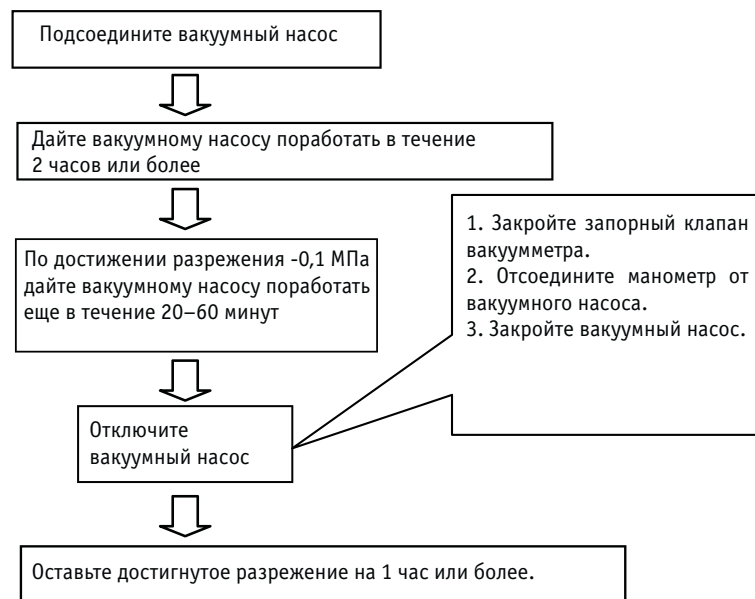 Подсоедините вакуумный насос
Дайте вакуумному насосу поработать в течение
2 часов или более
По достижении разрежения -0,1 МПа
дайте вакуумному насосу поработать
еще в течение 20–60 минут
Отключите
вакуумный насос
1. Закройте запорный клапан
вакуумметра.
2. Отсоедините манометр от
вакуумного насоса.
3. Закройте вакуумный насос.
Оставьте достигнутое разрежение на 1 час или более.